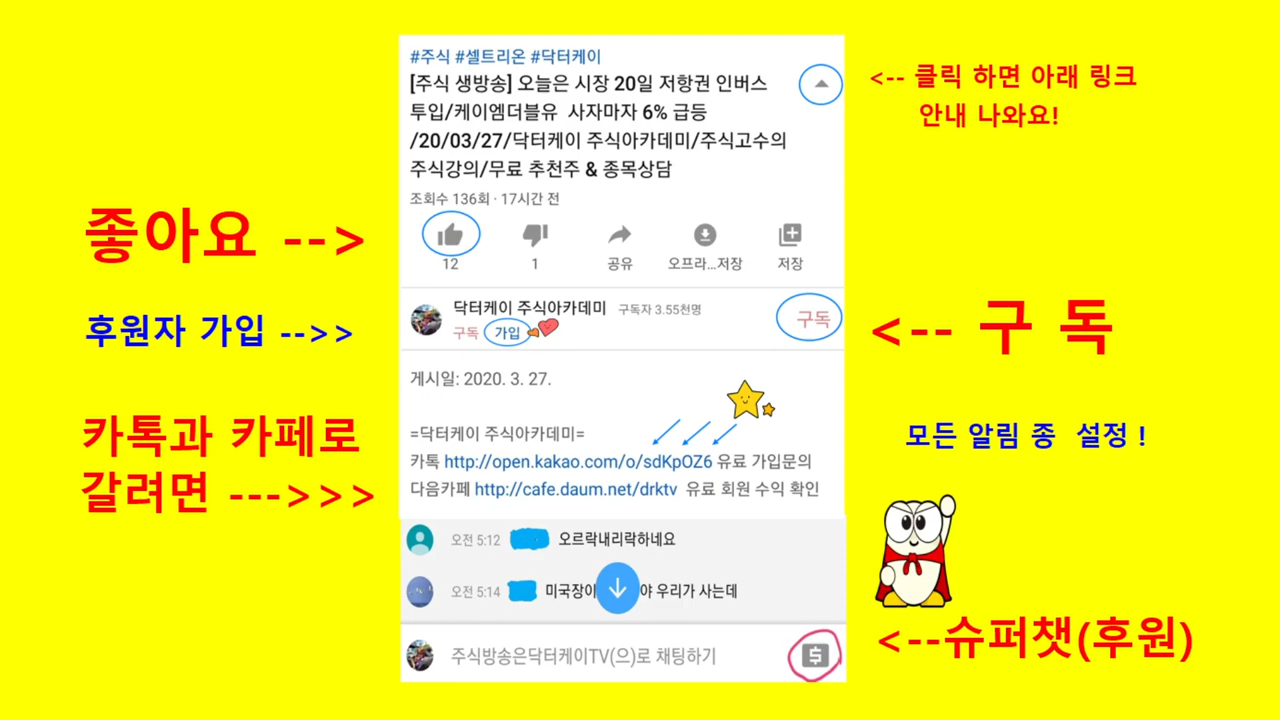 #주식 #셀트리온 #닥터케이
[주식 생방송] 오늘은 시장 20일 저항권 인버스
투입/케이엠더블유 사자마자 6% 급등
/20/03/27/닥터케이 주식아카데미/주식고수의
주식강의/무료 추천주 & 종목상담
조회수 136회 · 17시간 전
12
1
공유
오프라...저장
저장
닥터케이 주식아카데미 구독자 3.55천명
구독 가입
구독
게시일: 2020. 3. 27.
=닥터케이 주식아카데미=
카톡 http://open.kakao.com/o/sdKpOZ6 유료 가입문의
다음카페 http://cafe.daum.net/drktv 유료 회원 수익 확인
오전 5:12 오르락내리락하네요
오전 5:14 미국장이 야 우리가 사는데
주식방송은닥터케이TV(으)로 채팅하기
좋아요 -->
후원자 가입 -->>
카톡과 카페로
갈려면 --->>>
<-- 클릭 하면 아래 링크
안내 나와요!
<-- 구 독
모든 알림 종 설정 !
<--슈퍼챗(후원)